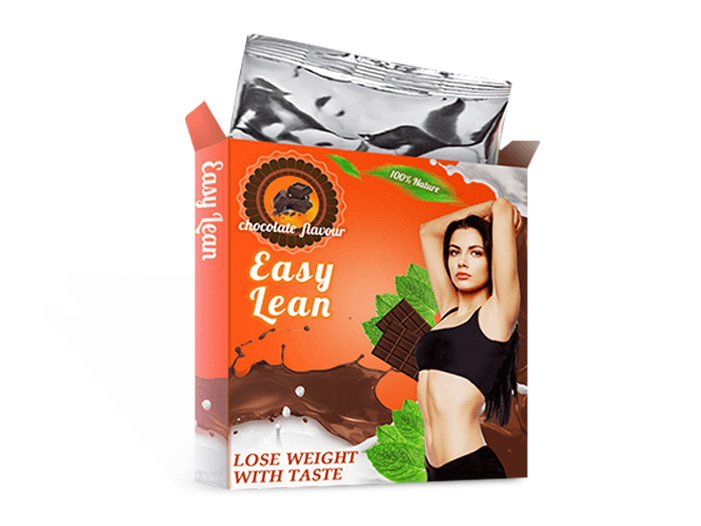 Easy Lean
100% Nature
chocolate flavour
Easy
Lean
LOSE WEIGHT
WITH TASTE